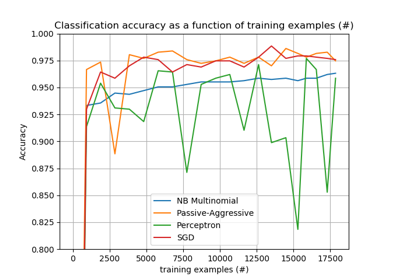 Classification accuracy as a function of training examples (#)
1.000
0.975
0.950
0.925
0.900
0.875
0.850
0.825
0.800
Accuracy
NB Multinomial
Passive-Aggressive
Perceptron
SGD
0 2500 5000 7500 10000 12500 15000 17500
training examples (#)